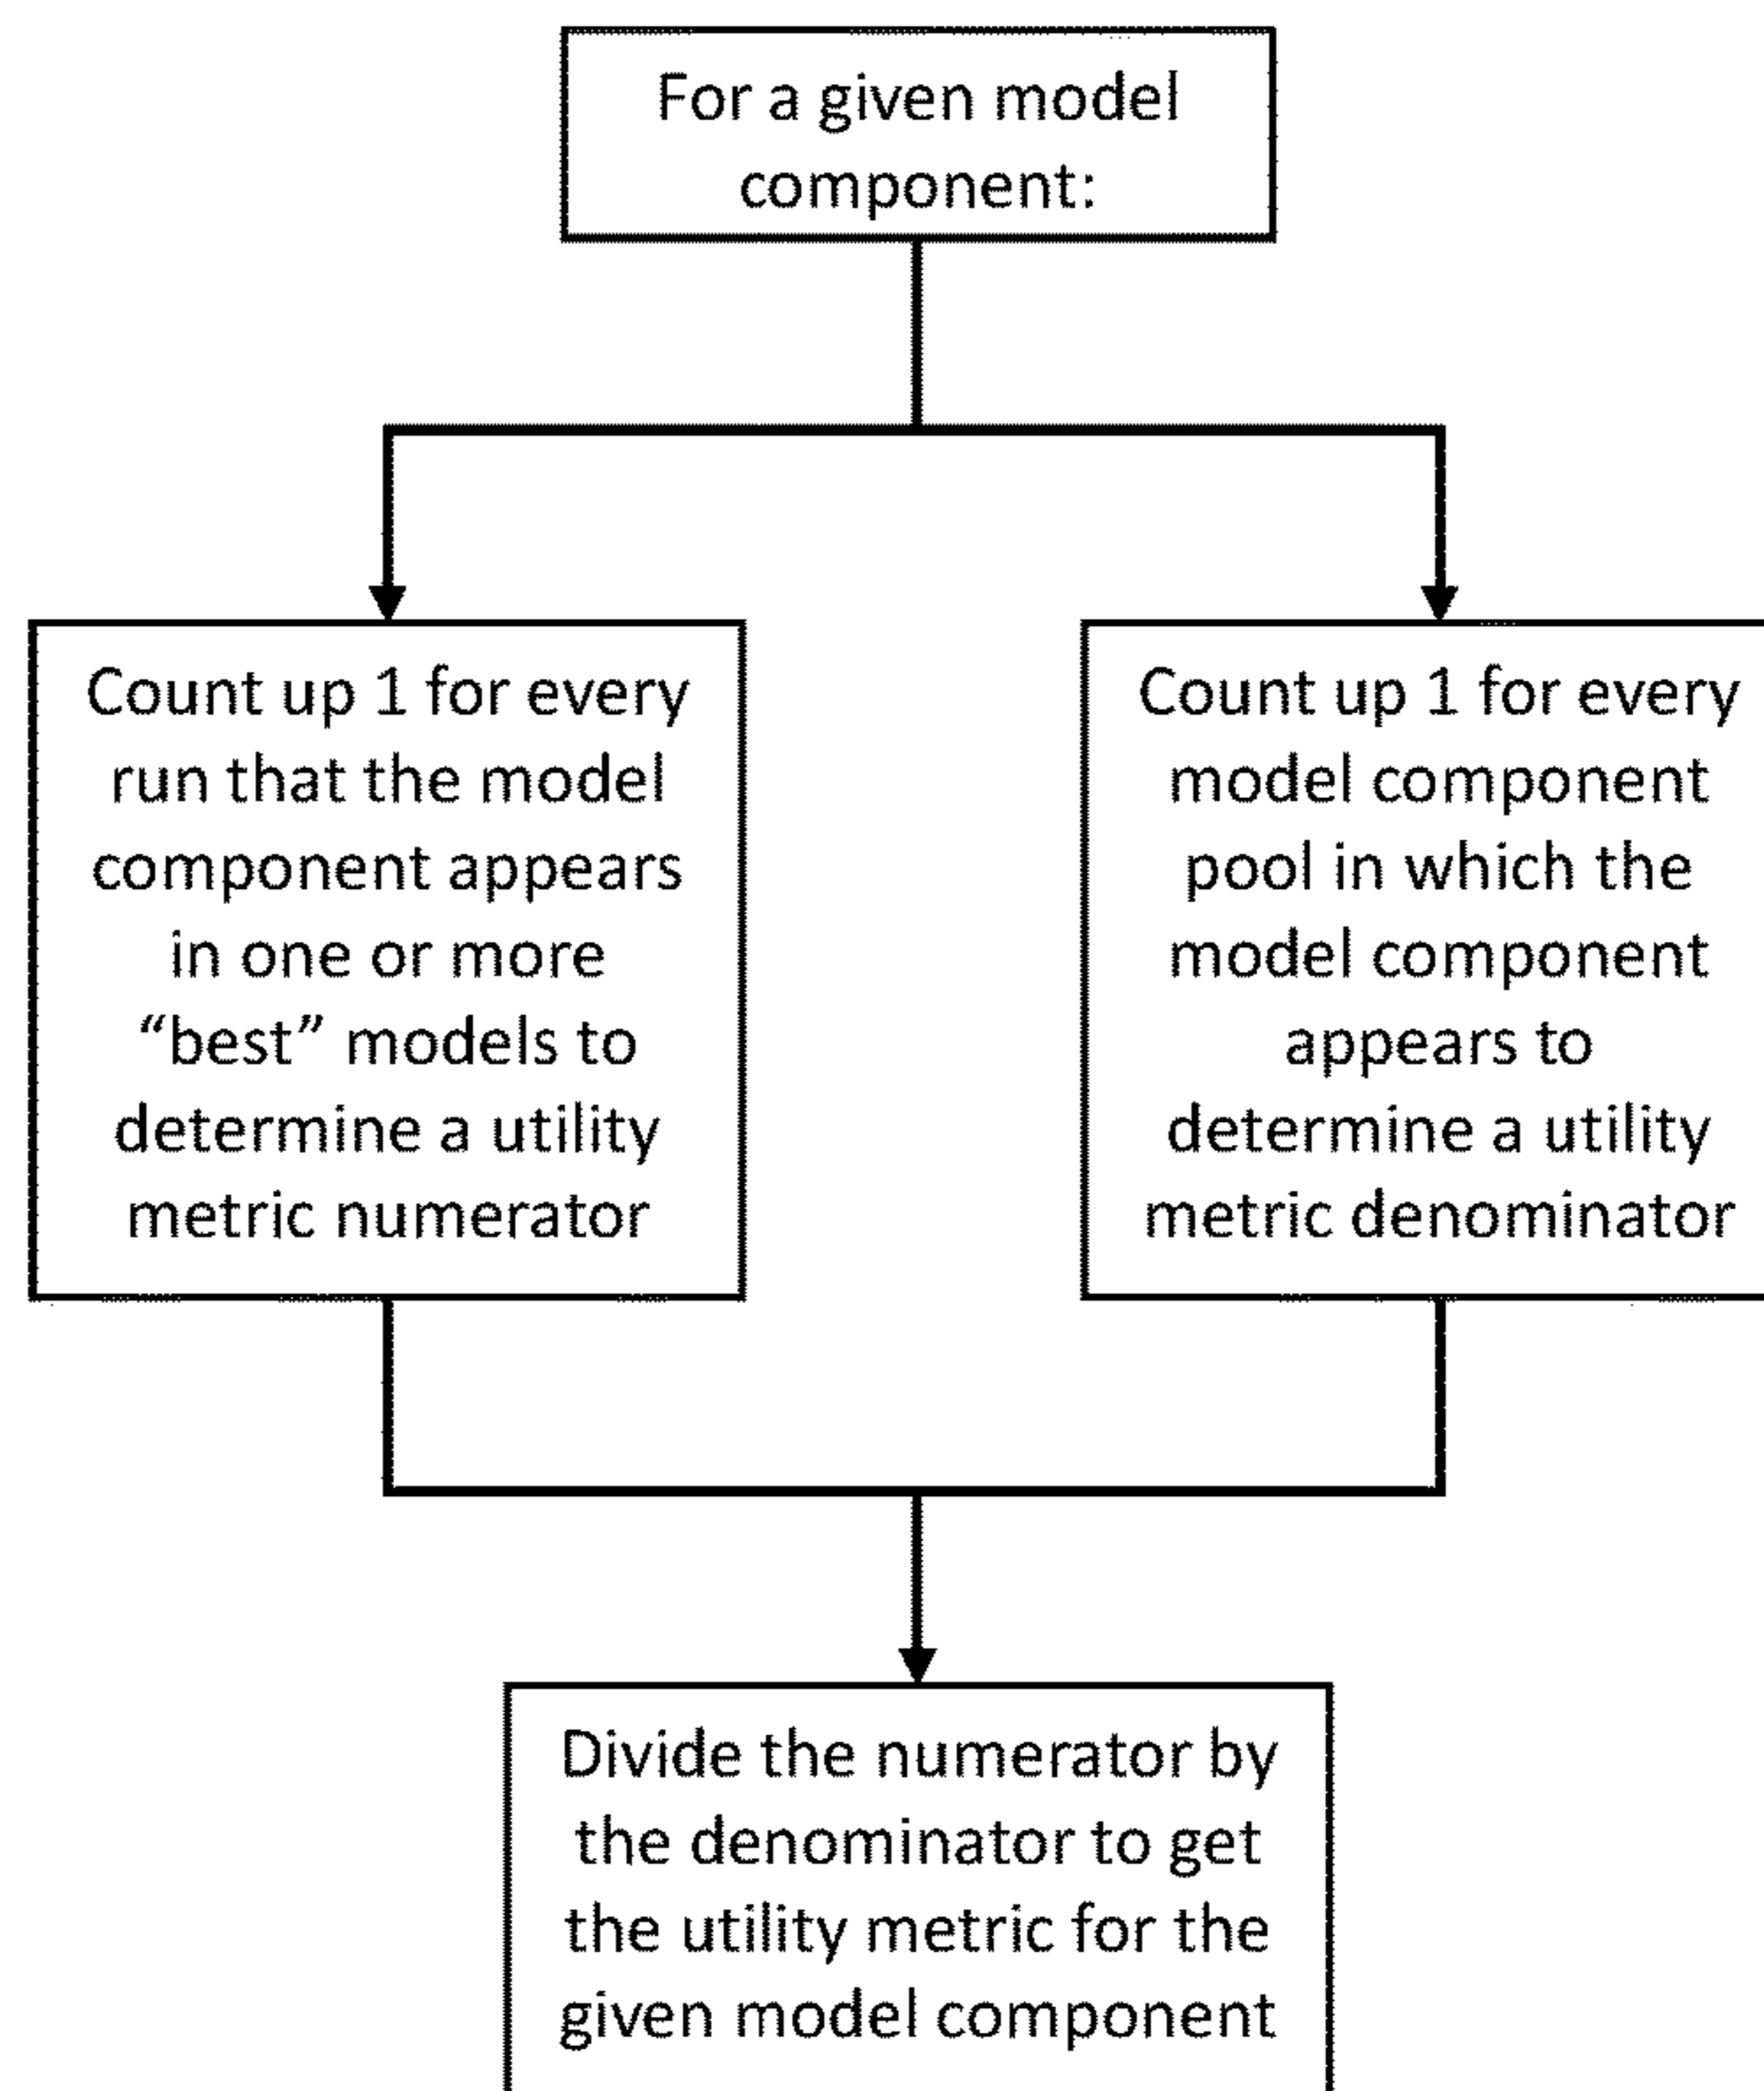 For a given model
component:
Count up 1 for every
run that the model
component appears
in one or more
“best” models to
determine a utility
metric numerator
Count up 1 for every
model component
pool in which the
model component
appears to
determine a utility
metric denominator
Divide the numerator by
the denominator to get
the utility metric for the
given model component